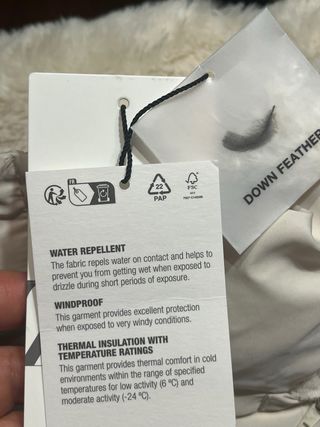 DOWN FEATHER
FR
22
PAP
FSC
WATER REPELLENT
The fabric repels water on contact and helps to
prevent you from getting wet when exposed to
drizzle during short periods of exposure.
WINDPROOF
This garment provides excellent protection
when exposed to very windy conditions.
THERMAL INSULATION WITH
TEMPERATURE RATINGS
This garment provides thermal comfort in cold
environments within the range of specified
temperatures for low activity (6 ºC) and
moderate activity (-24 ºC).